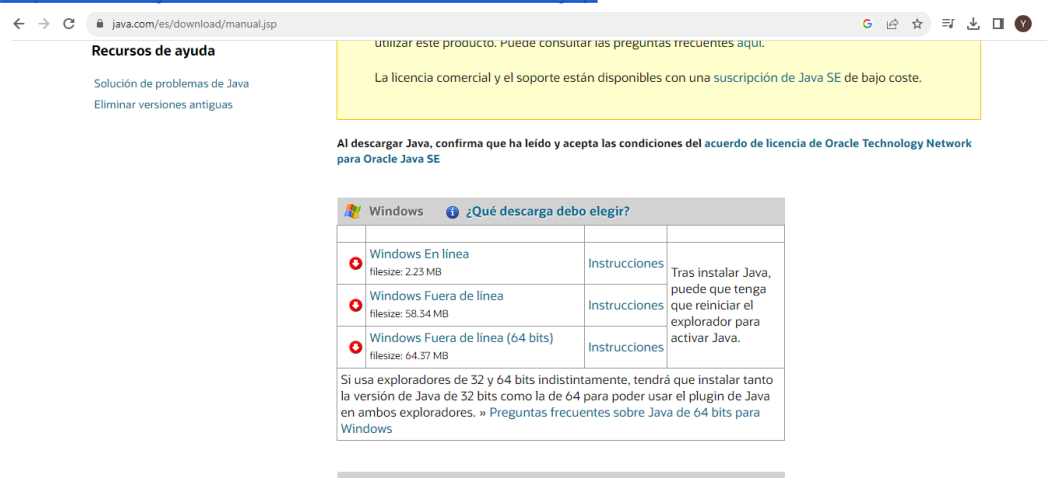 java.com/es/download/manual.jsp
Y
Recursos de ayuda
Solución de problemas de Java
Eliminar versiones antiguas
utilizar este producto. Puede consultar las preguntas frecuentes aquí.
La licencia comercial y el soporte están disponibles con una suscripción de Java SE de bajo coste.
Al descargar Java, confirma que ha leído y acepta las condiciones del acuerdo de licencia de Oracle Technology Network
para Oracle Java SE
Windows ¿Qué descarga debo elegir?
Windows En línea
filesize: 2.23 MB
Instrucciones
Windows Fuera de línea
filesize: 58.34 MB
Instrucciones
Windows Fuera de línea (64 bits)
filesize: 64.37 MB
Instrucciones
Tras instalar Java,
puede que tenga
que reiniciar el
explorador para
activar Java.
Si usa exploradores de 32 y 64 bits indistintamente, tendrá que instalar tanto
la versión de Java de 32 bits como la de 64 para poder usar el plugin de Java
en ambos exploradores. » Preguntas frecuentes sobre Java de 64 bits para
Windows